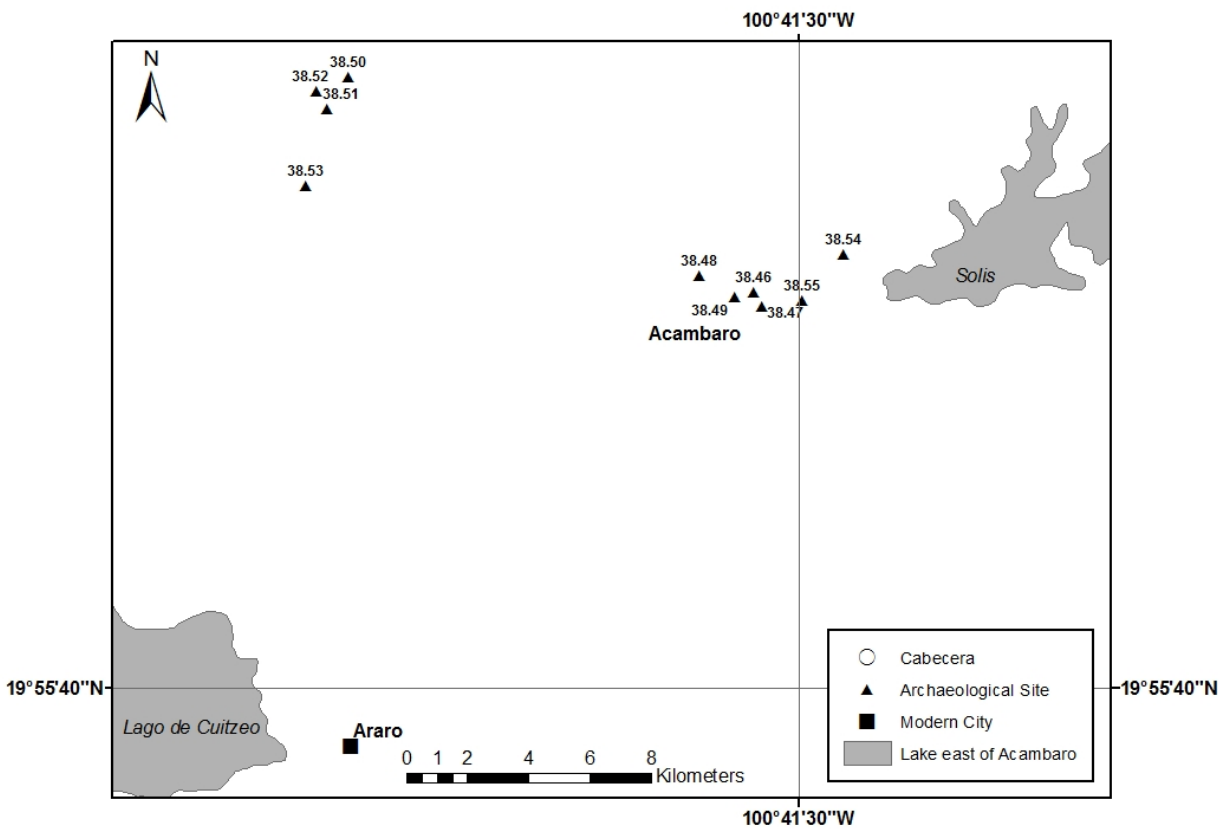 100°41'30"W
N
38.50
38.52
38.51
38.53
38.54
38.48
38.46
38.55
38.49
38.47
Solis
Acambaro
Cabecera
Archaeological Site
Modern City
Lake east of Acambaro
19°55'40"N
19°55'40"N
Lago de Cuitzeo
Araro
0 1 2 4 6 8
Kilometers
100°41'30"W